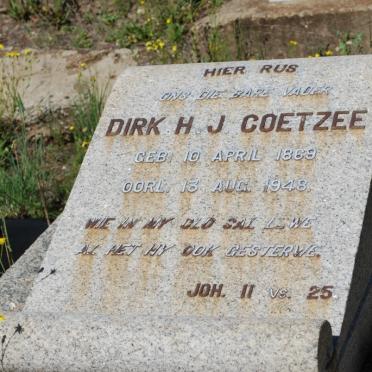 HIER RUS
ONS DIE BARE VADER
DIRK H. J. COETZEE
GEB: 10 APRIL 1869
OORL. 13 AUG. 1948.
WIE IN MY GLO SAL LEWE
AL HET HY OOK GESTERWE.
JOH. 11 VS. 25.